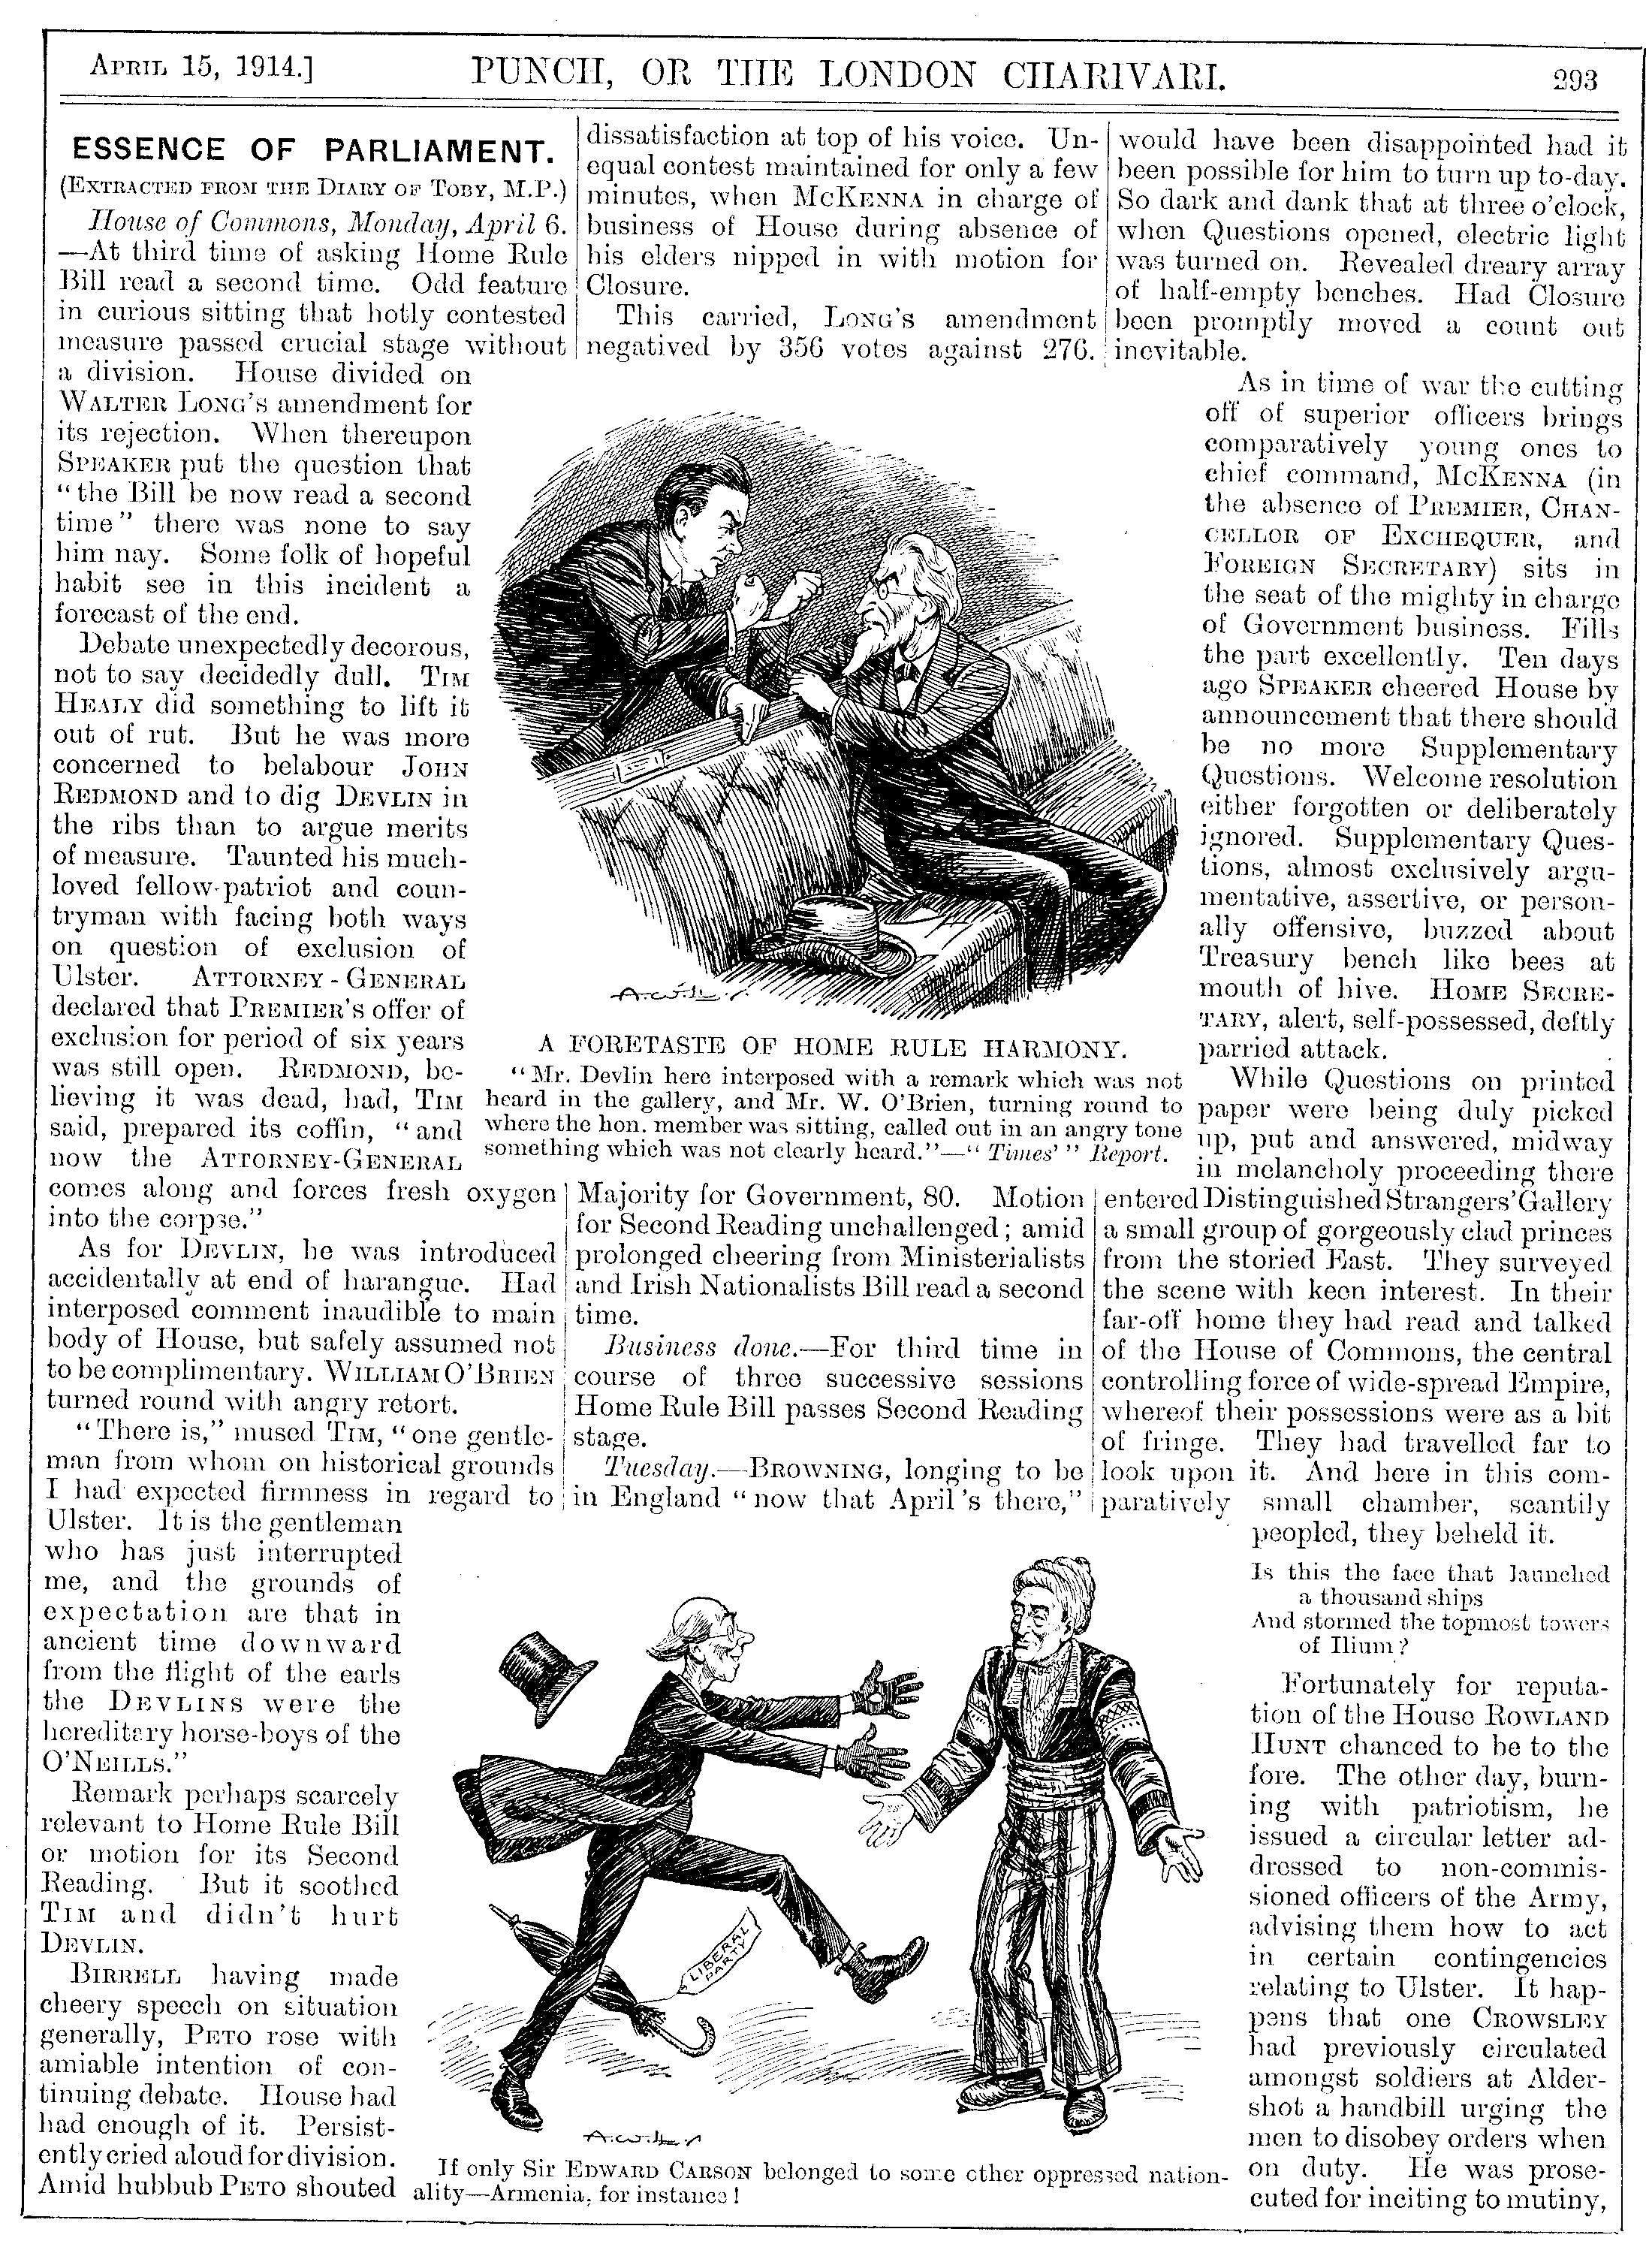 APRIL 15, 1914.] PUNCH, OR THE LONDON CHARIVARI. 293
ESSENCE OF PARLIAMENT.
(EXTRACTED FROM THE DIARY OF TOBY, M.P.)
House of Commons, Monday, April 6.
—At third time of asking Home Rule
Bill read a second time. Odd feature
in curious sitting that hotly contested
measure passed crucial stage without
a division. House divided on
WALTER LONG'S amendment for
its rejection. When thereupon
SPEAKER put the question that
"the Bill be now read a second
time" there was none to say
him nay. Some folk of hopeful
habit see in this incident a
forecast of the end.
Debate unexpectedly decorous,
not to say decidedly dull. TIM
HEALY did something to lift it
out of rut. But he was more
concerned to belabour JOHN
REDMOND and to dig DEVLIN in
the ribs than to argue merits
of measure. Taunted his much-
loved fellow-patriot and coun-
tryman with facing both ways
on question of exclusion of
Ulster. ATTORNEY-GENERAL
declared that PREMIER'S offer of
exclusion for period of six years
was still open. REDMOND, be-
lieving it was dead, had, TIM
said, prepared its coffin, "and
now the ATTORNEY-GENERAL
comes along and forces fresh oxygen
into the corpse."
As for DEVLIN, he was introduced
accidentally at end of harangue. Had
interposed comment inaudible to main
body of House, but safely assumed not
to be complimentary. WILLIAM O'BRIEN
turned round with angry retort.
"There is," mused TIM, "one gentle-
man from whom on historical grounds
I had expected firmness in regard to
Ulster. It is the gentleman
who has just interrupted
me, and the grounds of
expectation are that in
ancient time downward
from the flight of the earls
the DEVLINS were the
hereditary horse-boys of the
O'NEILLS."
Remark perhaps scarcely
relevant to Home Rule Bill
or motion for its Second
Reading. But it soothed
TIM and didn't hurt
DEVLIN.
BIRRELL having made
cheery speech on situation
generally, PETO rose with
amiable intention of con-
tinuing debate. House had
had enough of it. Persist-
ently cried aloud for division.
Amid hubbub PETO shouted
dissatisfaction at top of his voice. Un-
equal contest maintained for only a few
minutes, when MCKENNA in charge of
business of House during absence of
his elders nipped in with motion for
Closure.
This carried, LONG'S amendment
negatived by 356 votes against 276.
A.W.ll.s.
A FORETASTE OF HOME RULE HARMONY.
"Mr. Devlin here interposed with a remark which was not
heard in the gallery, and Mr. W. O'Brien, turning round to
where the hon. member was sitting, called out in an angry tone
something which was not clearly heard."—"Times'" Report.
Majority for Government, 80. Motion
for Second Reading unchallenged; amid
prolonged cheering from Ministerialists
and Irish Nationalists Bill read a second
time.
Business done.—For third time in
course of three successive sessions
Home Rule Bill passes Second Reading
stage.
Tuesday.—BROWNING, longing to be
in England "now that April's there,"
LIBERAL
PARTY
If only Sir EDWARD CARSON belonged to some other oppressed nation-
ality—Armenia, for instance!
would have been disappointed had it
been possible for him to turn up to-day.
So dark and dank that at three o'clock,
when Questions opened, electric light
was turned on. Revealed dreary array
of half-empty benches. Had Closure
been promptly moved a count out
inevitable.
As in time of war the cutting
off of superior officers brings
comparatively young ones to
chief command, MCKENNA (in
the absence of PREMIER, CHAN-
CELLOR OF EXCHEQUER, and
FOREIGN SECRETARY) sits in
the seat of the mighty in charge
of Government business. Fills
the part excellently. Ten days
ago SPEAKER cheered House by
announcement that there should
be no more Supplementary
Questions. Welcome resolution
either forgotten or deliberately
ignored. Supplementary Ques-
tions, almost exclusively argu-
mentative, assertive, or person-
ally offensive, buzzed about
Treasury bench like bees at
mouth of hive. HOME SECRE-
TARY, alert, self-possessed, deftly
parried attack.
While Questions on printed
paper were being duly picked
up, put and answered, midway
in melancholy proceeding there
entered Distinguished Strangers' Gallery
a small group of gorgeously clad princes
from the storied East. They surveyed
the scene with keen interest. In their
far-off home they had read and talked
of the House of Commons, the central
controlling force of wide-spread Empire,
whereof their possessions were as a bit
of fringe. They had travelled far to
look upon it. And here in this com-
paratively small chamber, scantily
peopled, they beheld it.
Is this the face that launched
a thousand ships
And stormed the topmost towers
of Ilium?
Fortunately for reputa-
tion of the House ROWLAND
HUNT chanced to be to the
fore. The other day, burn-
ing with patriotism, he
issued a circular letter ad-
dressed to non-commis-
sioned officers of the Army,
advising them how to act
in certain contingencies
relating to Ulster. It hap-
pens that one CROWSLEY
had previously circulated
amongst soldiers at Alder-
shot a handbill urging the
men to disobey orders when
on duty. He was prose-
cuted for inciting to mutiny,